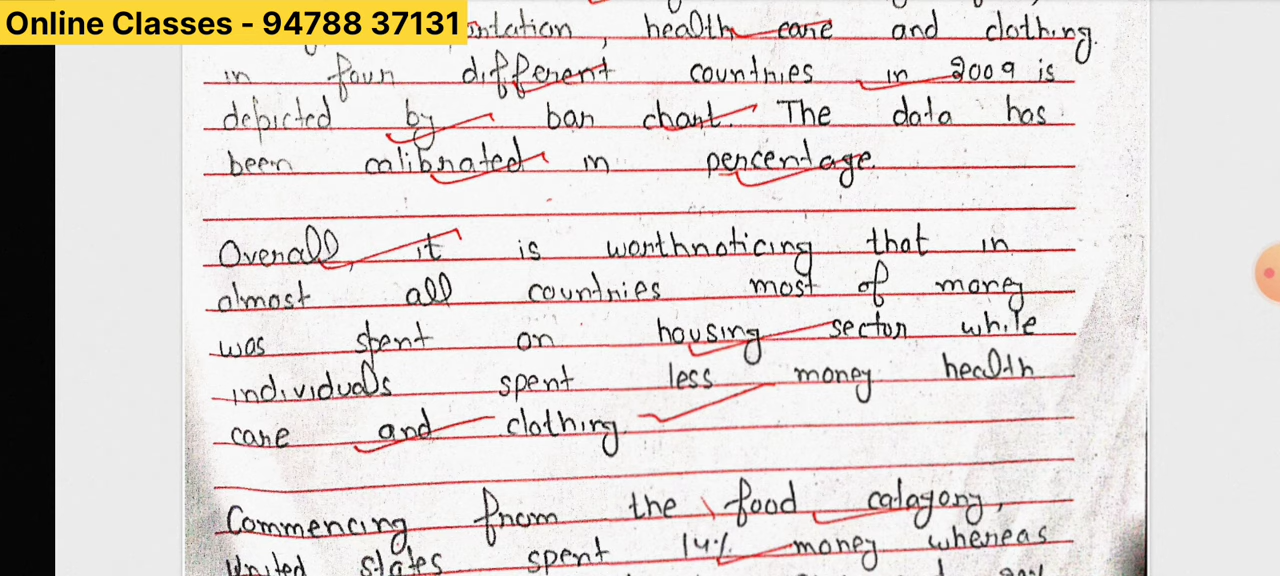 Online Classes - 94788 37131
ntation, health care and clothing.
in four different countries in 2009 is
depicted by bar chart. The data has
been calibrated in percentage.
Overall, it is worthnoticing that in
almost all countries most of money
was spent on housing sector while
individuals spent less money health
care and clothing
Commencing from the food catagory,
United states spent 14% money whereas